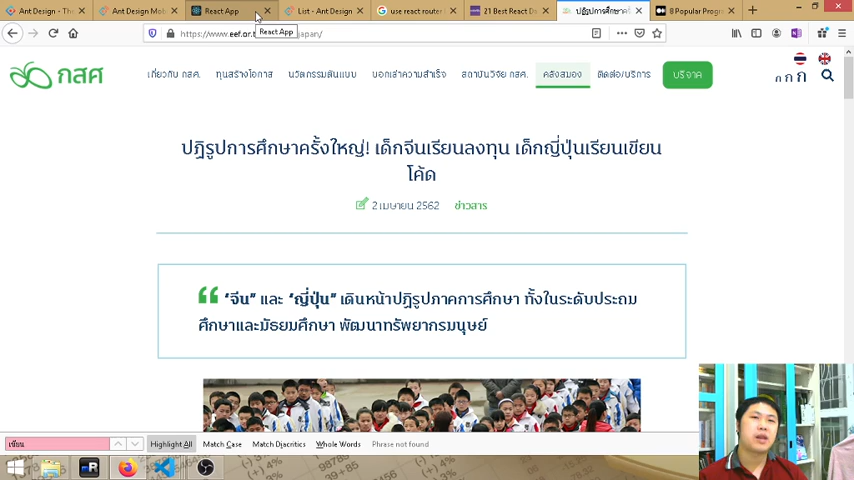 Ant Design - The
Ant Design Mob
React App
List - Ant Design
use react router
21 Best React De
ปฏิรูปการศึกษาครั
8 Popular Progr
https://www.eef.or.t
japan/
React App
กสศ
เกี่ยวกับ กสศ.
ทุนสร้างโอกาส
นวัตกรรมต้นแบบ
บอกเล่าความสำเร็จ
สถาบันวิจัย กสศ.
คลังสมอง
ติดต่อ/บริการ
บริจาค
ก ก ก
ปฏิรูปการศึกษาครั้งใหญ่! เด็กจีนเรียนลงทุน เด็กญี่ปุ่นเรียนเขียน
โค้ด
2 เมษายน 2562 ข่าวสาร
“จีน” และ “ญี่ปุ่น” เดินหน้าปฏิรูปภาคการศึกษา ทั้งในระดับประถม
ศึกษาและมัธยมศึกษา พัฒนาทรัพยากรมนุษย์
เขียน
Highlight All
Match Case
Match Diacritics
Whole Words
Phrase not found